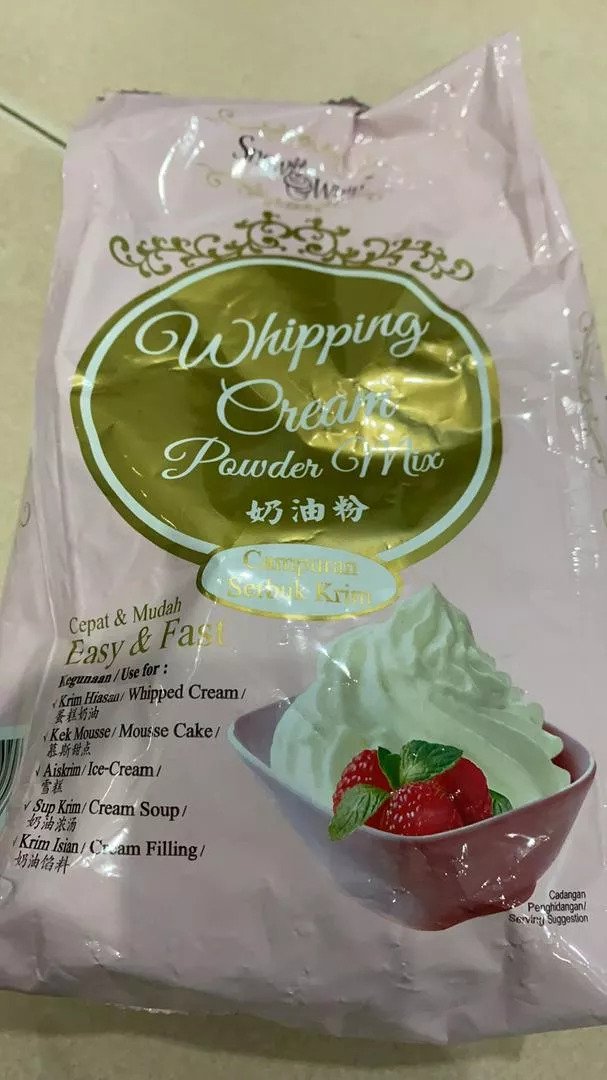 Whipping
Cream
Powder Mix
奶油粉
Campuran
Serbuk Krim
Cepat & Mudah
Easy & Fast
Kegunaan / Use for :
√ Krim Hiasan / Whipped Cream /
蛋糕奶油
√ Kek Mousse / Mousse Cake /
慕斯甜点
√ Aiskrim / Ice-Cream /
雪糕
√ Sup Krim / Cream Soup /
奶油浓汤
√ Krim Isian / Cream Filling /
奶油馅料
Cadangan
Penghidangan/
Serving Suggestion